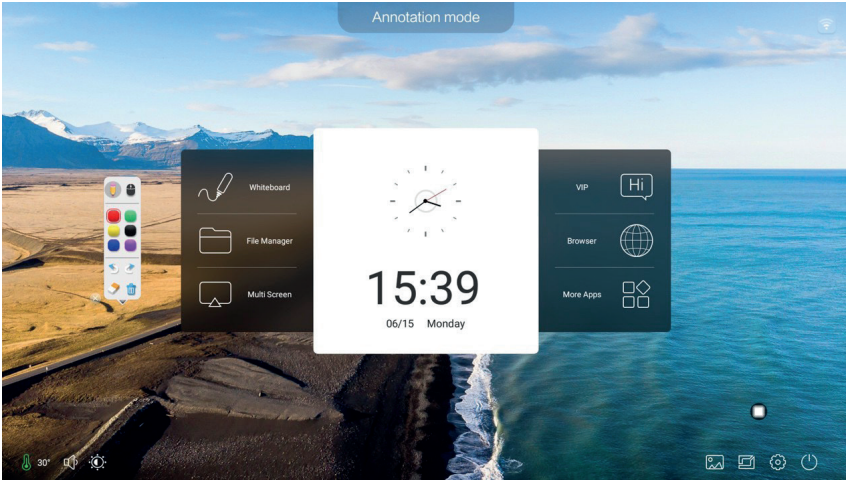 Annotation mode
Whiteboard
File Manager
Multi Screen
15:39
06/15 Monday
VIP
Hi
Browser
More Apps
30°